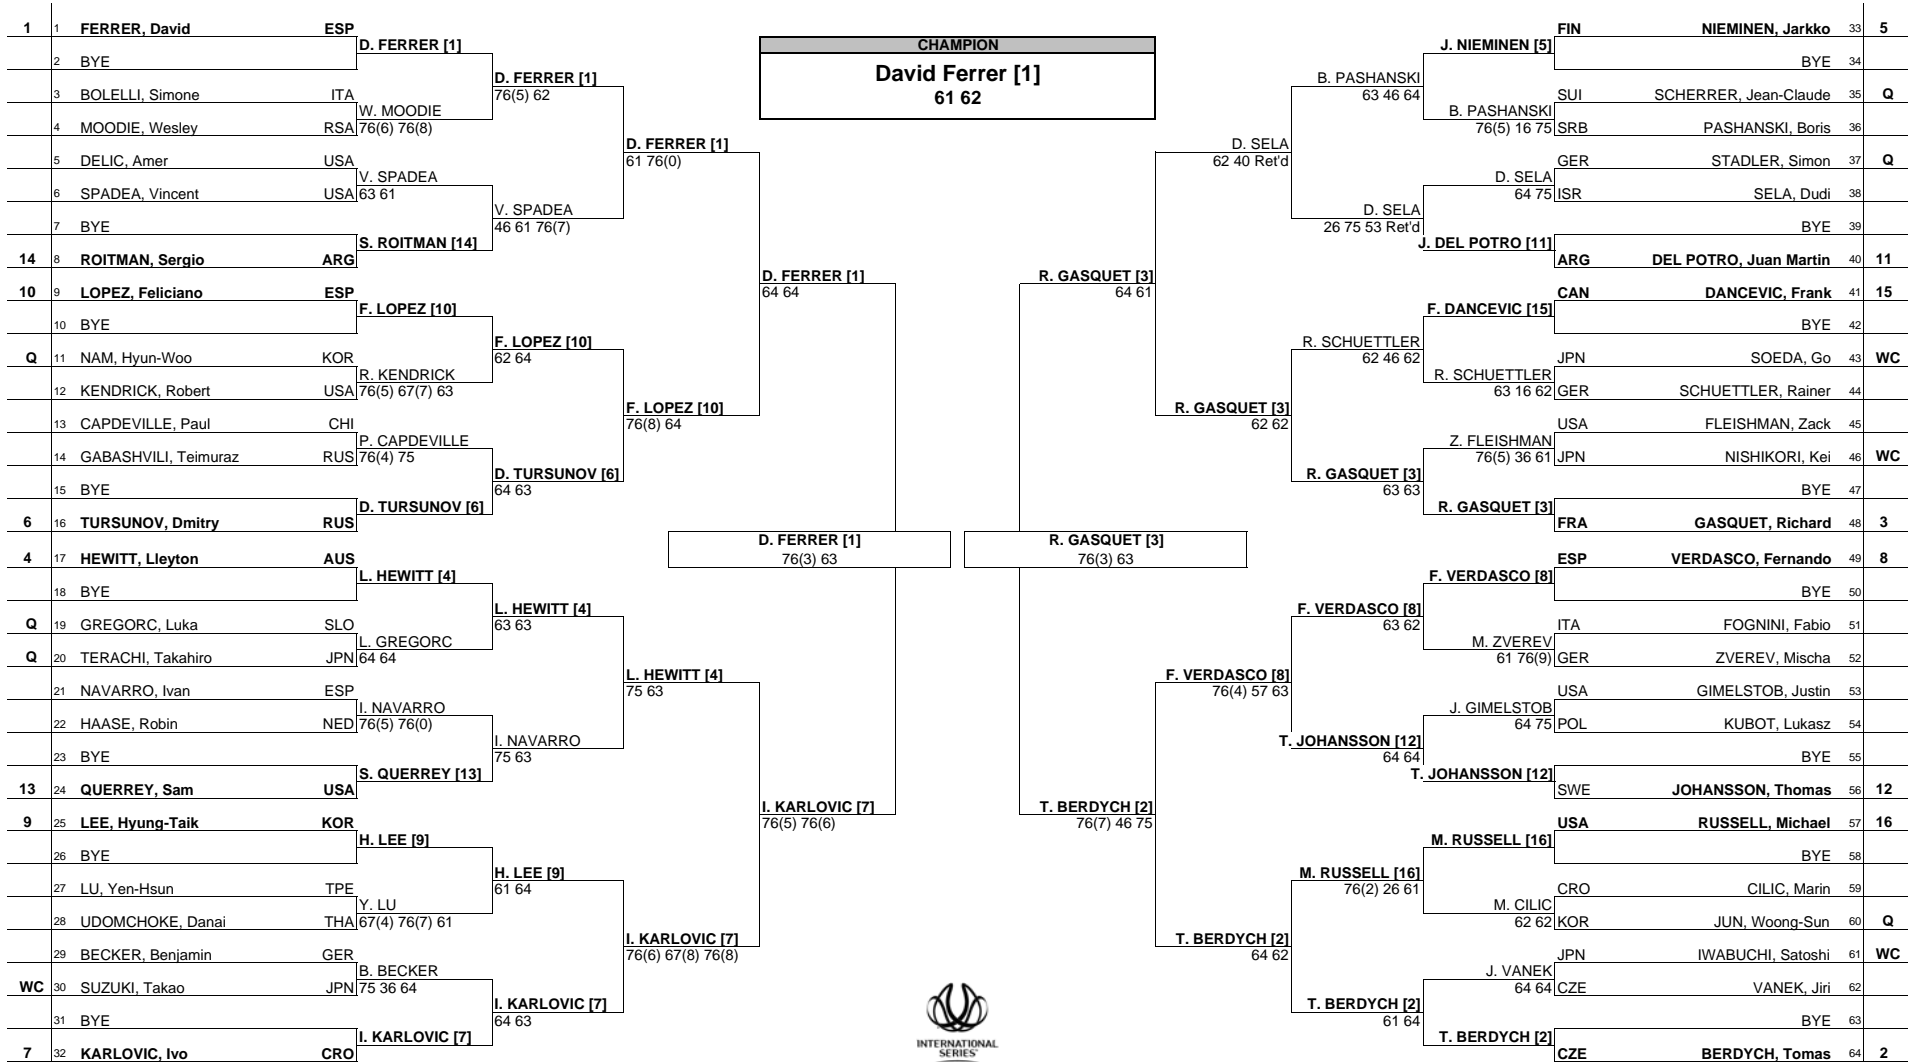 1 1 FERRER, David ESP
2 BYE
3 BOLELLI, Simone ITA
4 MOODIE, Wesley RSA
5 DELIC, Amer USA
6 SPADEA, Vincent USA
7 BYE
14 8 ROITMAN, Sergio ARG
10 9 LOPEZ, Feliciano ESP
10 BYE
Q 11 NAM, Hyun-Woo KOR
12 KENDRICK, Robert USA
13 CAPDEVILLE, Paul CHI
14 GABASHVILI, Teimuraz RUS
15 BYE
6 16 TURSUNOV, Dmitry RUS
4 17 HEWITT, Lleyton AUS
18 BYE
Q 19 GREGORC, Luka SLO
Q 20 TERACHI, Takahiro JPN
21 NAVARRO, Ivan ESP
22 HAASE, Robin NED
23 BYE
13 24 QUERREY, Sam USA
9 25 LEE, Hyung-Taik KOR
26 BYE
27 LU, Yen-Hsun TPE
28 UDOMCHOKE, Danai THA
29 BECKER, Benjamin GER
WC 30 SUZUKI, Takao JPN
31 BYE
7 32 KARLOVIC, Ivo CRO
D. FERRER [1]
W. MOODIE
76(6) 76(8)
V. SPADEA
63 61
S. ROITMAN [14]
F. LOPEZ [10]
R. KENDRICK
76(5) 67(7) 63
P. CAPDEVILLE
76(4) 75
D. TURSUNOV [6]
L. HEWITT [4]
L. GREGORC
64 64
I. NAVARRO
76(5) 76(0)
S. QUERREY [13]
H. LEE [9]
Y. LU
67(4) 76(7) 61
B. BECKER
75 36 64
I. KARLOVIC [7]
D. FERRER [1]
76(5) 62
V. SPADEA
46 61 76(7)
F. LOPEZ [10]
62 64
D. TURSUNOV [6]
64 63
L. HEWITT [4]
63 63
I. NAVARRO
75 63
H. LEE [9]
61 64
I. KARLOVIC [7]
64 63
D. FERRER [1]
61 76(0)
F. LOPEZ [10]
76(8) 64
L. HEWITT [4]
75 63
I. KARLOVIC [7]
76(6) 67(8) 76(8)
D. FERRER [1]
64 64
I. KARLOVIC [7]
76(5) 76(6)
D. FERRER [1]
76(3) 63
CHAMPION
David Ferrer [1]
61 62
R. GASQUET [3]
76(3) 63
R. GASQUET [3]
64 61
T. BERDYCH [2]
76(7) 46 75
D. SELA
62 40 Ret'd
R. GASQUET [3]
62 62
F. VERDASCO [8]
76(4) 57 63
T. BERDYCH [2]
64 62
B. PASHANSKI
63 46 64
D. SELA
26 75 53 Ret'd
R. SCHUETTLER
62 46 62
R. GASQUET [3]
63 63
F. VERDASCO [8]
63 62
T. JOHANSSON [12]
64 64
M. RUSSELL [16]
76(2) 26 61
T. BERDYCH [2]
61 64
J. NIEMINEN [5]
B. PASHANSKI
76(5) 16 75
D. SELA
64 75
J. DEL POTRO [11]
F. DANCEVIC [15]
R. SCHUETTLER
63 16 62
Z. FLEISHMAN
76(5) 36 61
R. GASQUET [3]
F. VERDASCO [8]
M. ZVEREV
61 76(9)
J. GIMELSTOB
64 75
T. JOHANSSON [12]
M. RUSSELL [16]
M. CILIC
62 62
J. VANEK
64 64
T. BERDYCH [2]
FIN NIEMINEN, Jarkko 33 5
BYE 34
SUI SCHERRER, Jean-Claude 35 Q
SRB PASHANSKI, Boris 36
GER STADLER, Simon 37 Q
ISR SELA, Dudi 38
BYE 39
ARG DEL POTRO, Juan Martin 40 11
CAN DANCEVIC, Frank 41 15
BYE 42
JPN SOEDA, Go 43 WC
GER SCHUETTLER, Rainer 44
USA FLEISHMAN, Zack 45
JPN NISHIKORI, Kei 46 WC
BYE 47
FRA GASQUET, Richard 48 3
ESP VERDASCO, Fernando 49 8
BYE 50
ITA FOGNINI, Fabio 51
GER ZVEREV, Mischa 52
USA GIMELSTOB, Justin 53
POL KUBOT, Lukasz 54
BYE 55
SWE JOHANSSON, Thomas 56 12
USA RUSSELL, Michael 57 16
BYE 58
CRO CILIC, Marin 59
KOR JUN, Woong-Sun 60 Q
JPN IWABUCHI, Satoshi 61 WC
CZE VANEK, Jiri 62
BYE 63
CZE BERDYCH, Tomas 64 2
INTERNATIONAL
SERIES